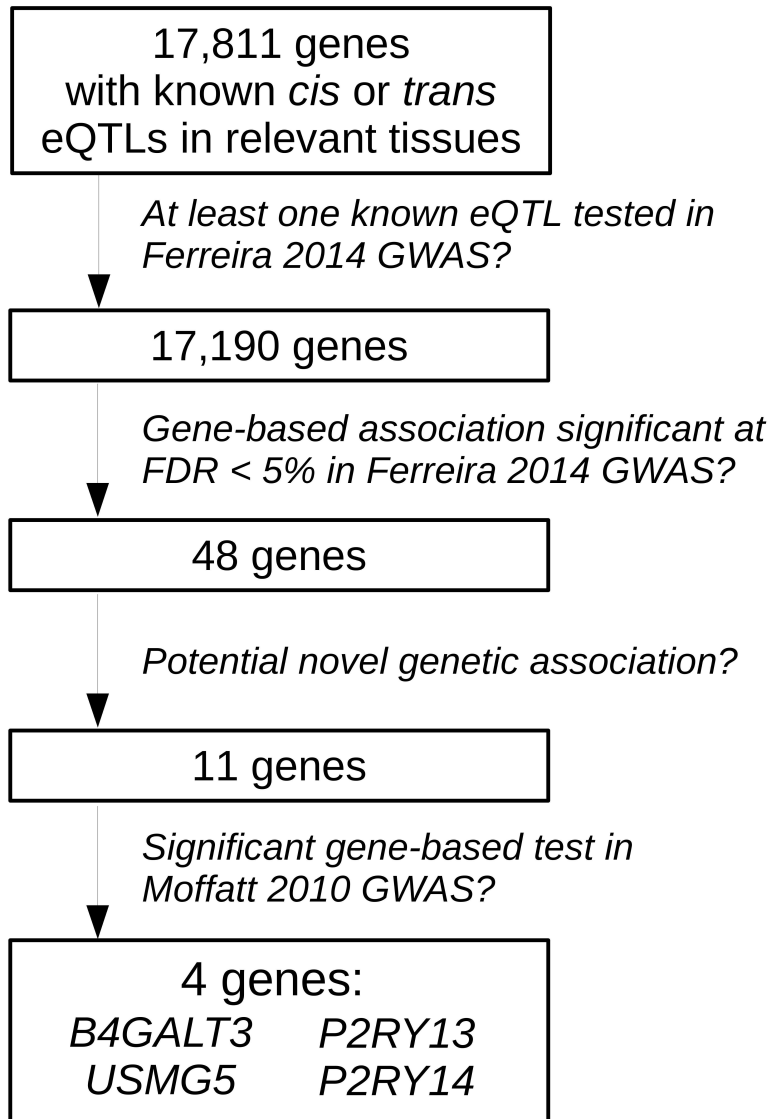 17,811 genes
with known cis or trans
eQTLs in relevant tissues
At least one known eQTL tested in
Ferreira 2014 GWAS?
17,190 genes
Gene-based association significant at
FDR < 5% in Ferreira 2014 GWAS?
48 genes
Potential novel genetic association?
11 genes
Significant gene-based test in
Moffatt 2010 GWAS?
4 genes:
B4GALT3 P2RY13
USMG5 P2RY14